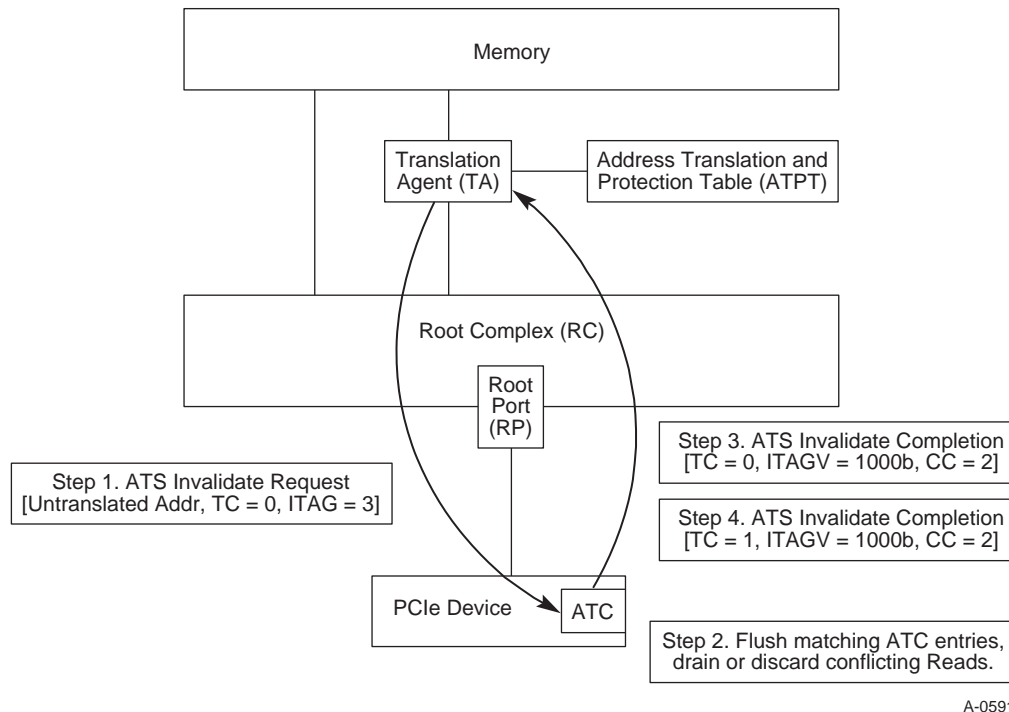 Memory
Translation
Agent (TA)
Address Translation and
Protection Table (ATPT)
Root Complex (RC)
Root
Port
(RP)
Step 3. ATS Invalidate Completion
[TC = 0, ITAGV = 1000b, CC = 2]
Step 1. ATS Invalidate Request
[Untranslated Addr, TC = 0, ITAG = 3]
Step 4. ATS Invalidate Completion
[TC = 1, ITAGV = 1000b, CC = 2]
PCIe Device
ATC
Step 2. Flush matching ATC entries,
drain or discard conflicting Reads.
A-0591